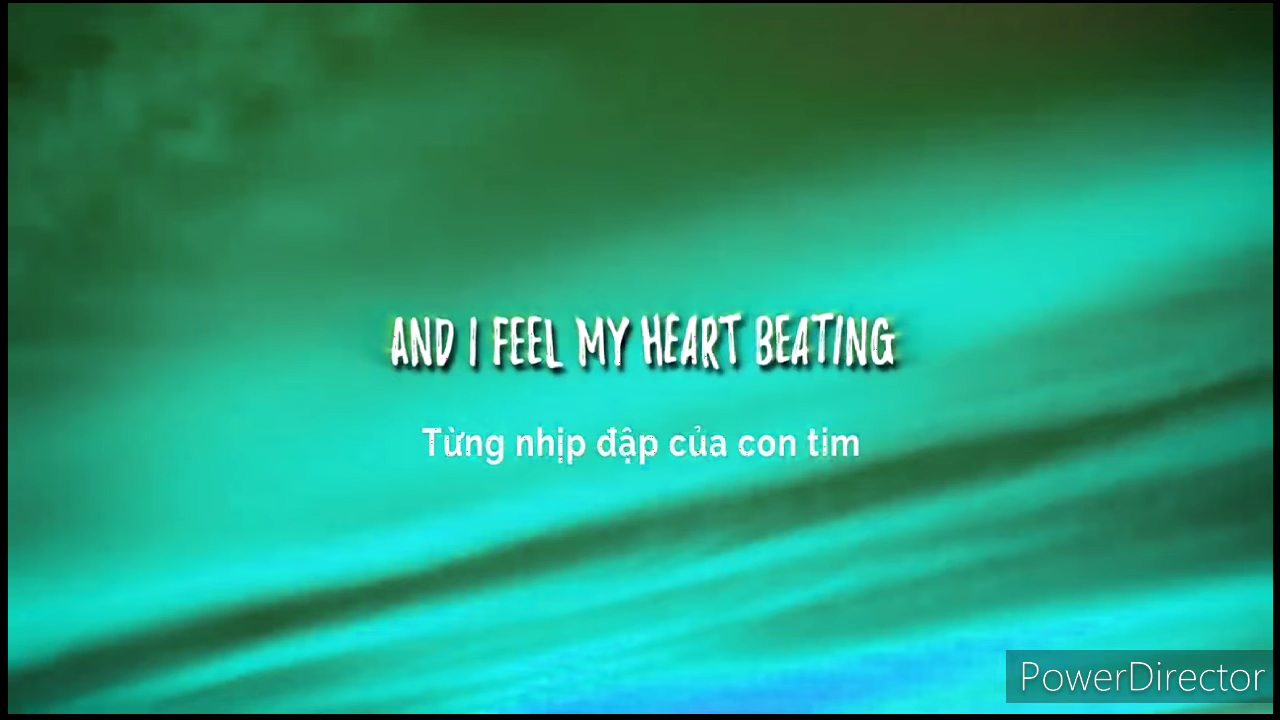 AND I FEEL MY HEART BEATING
Từng nhịp đập của con tim
PowerDirector